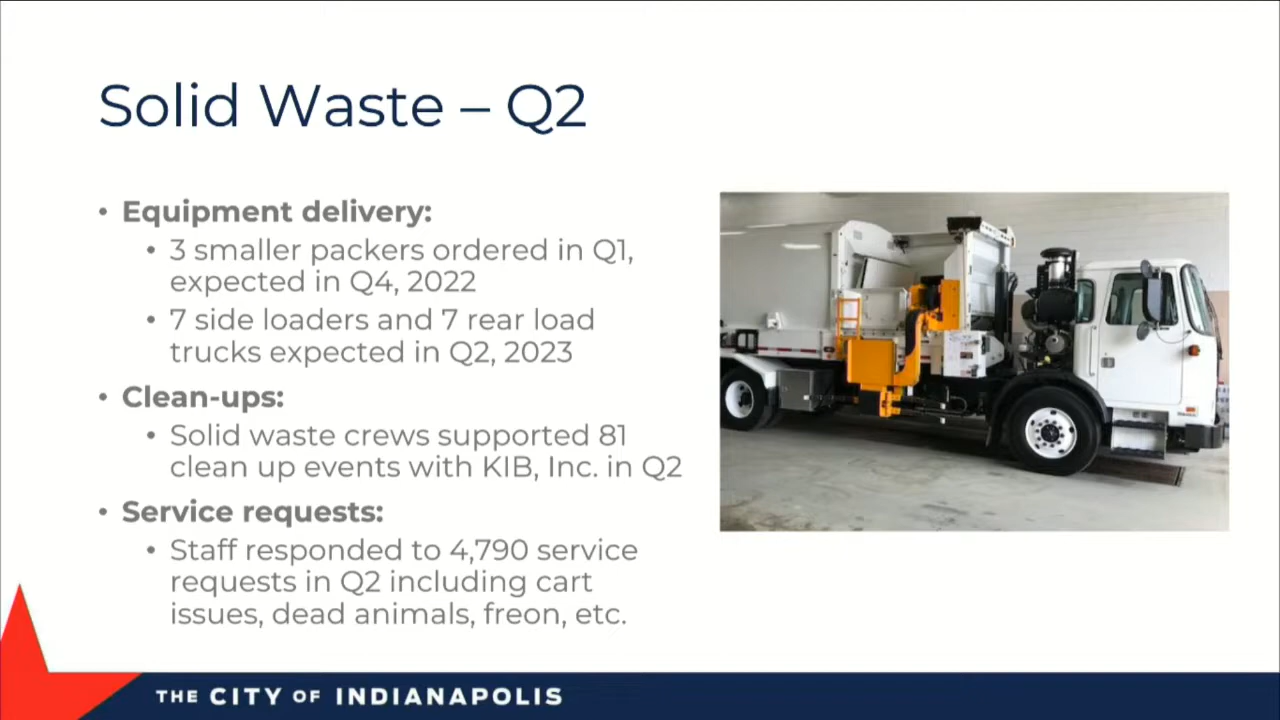 Solid Waste – Q2
• Equipment delivery:
• 3 smaller packers ordered in Q1,
expected in Q4, 2022
• 7 side loaders and 7 rear load
trucks expected in Q2, 2023
• Clean-ups:
• Solid waste crews supported 81
clean up events with KIB, Inc. in Q2
• Service requests:
• Staff responded to 4,790 service
requests in Q2 including cart
issues, dead animals, freon, etc.
THE CITY OF INDIANAPOLIS